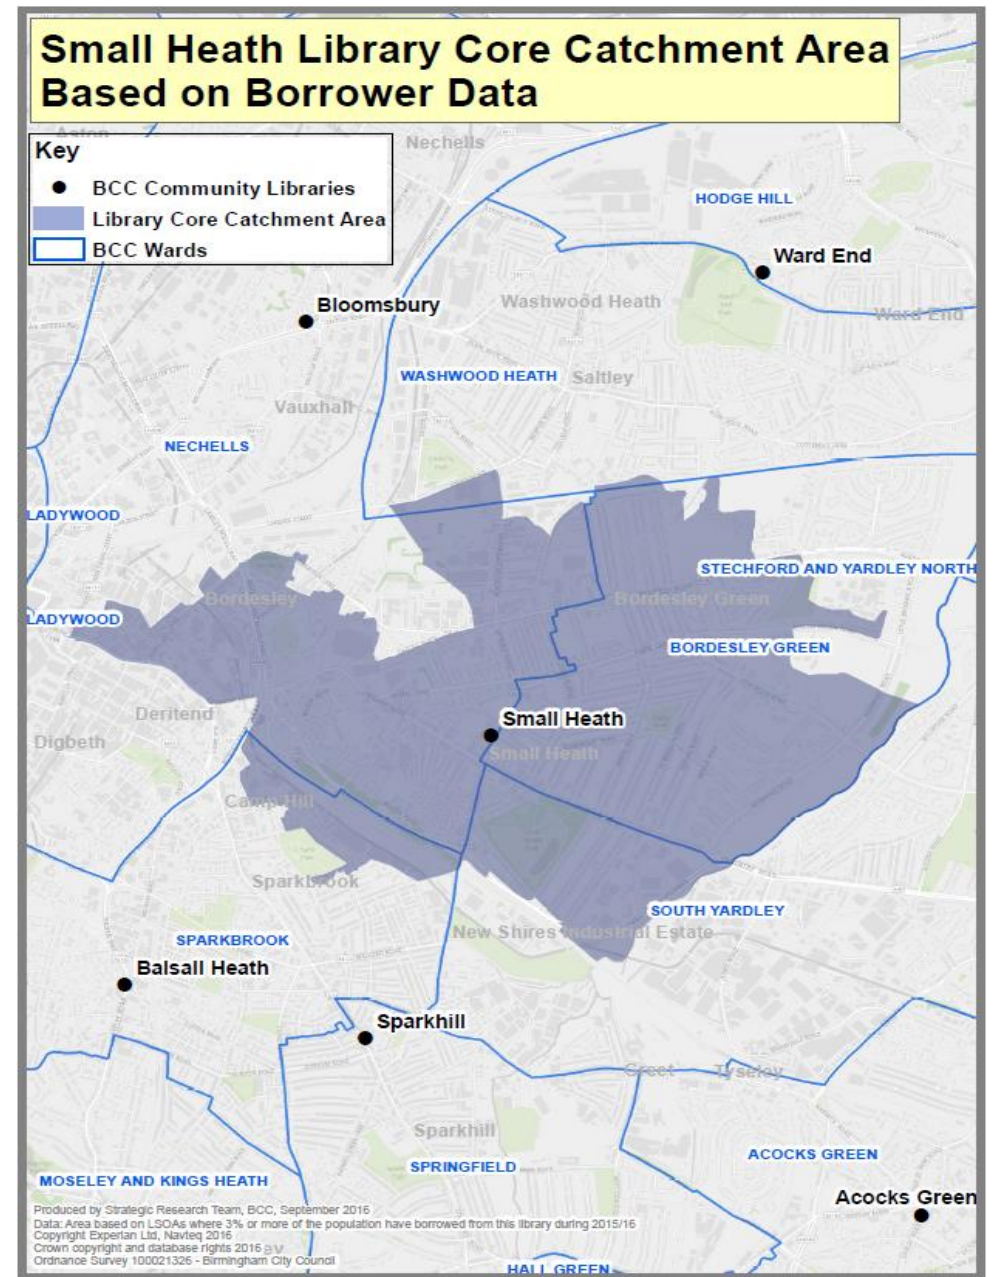 Small Heath Library Core Catchment Area
Based on Borrower Data
Aston
Key
BCC Community Libraries
Library Core Catchment Area
BCC Wards
Nechells
HODGE HILL
Ward End
Bloomsbury
Washwood Heath
Ward End
WASHWOOD HEATH
Saltley
Vauxhall
NECHELLS
LADYWOOD
STECHFORD AND YARDLEY NORTH
Bordesley
Bordesley Green
LADYWOOD
BORDESLEY GREEN
Deritend
Small Heath
Digbeth
Small Heath
Camp Hill
Sparkbrook
SOUTH YARDLEY
New Shires Industrial Estate
SPARKBROOK
Balsall Heath
Sparkhill
Greet
Tyseley
Sparkhill
ACOCKS GREEN
SPRINGFIELD
MOSELEY AND KINGS HEATH
Acocks Green
Produced by Strategic Research Team, BCC, September 2016
Data: Area based on LSOAs where 3% or more of the population have borrowed from this library during 2015/16
Copyright Experian Ltd, Navteq 2016
Crown copyright and database rights 2016
Ordnance Survey 100021326 - Birmingham City Council
HALL GREEN